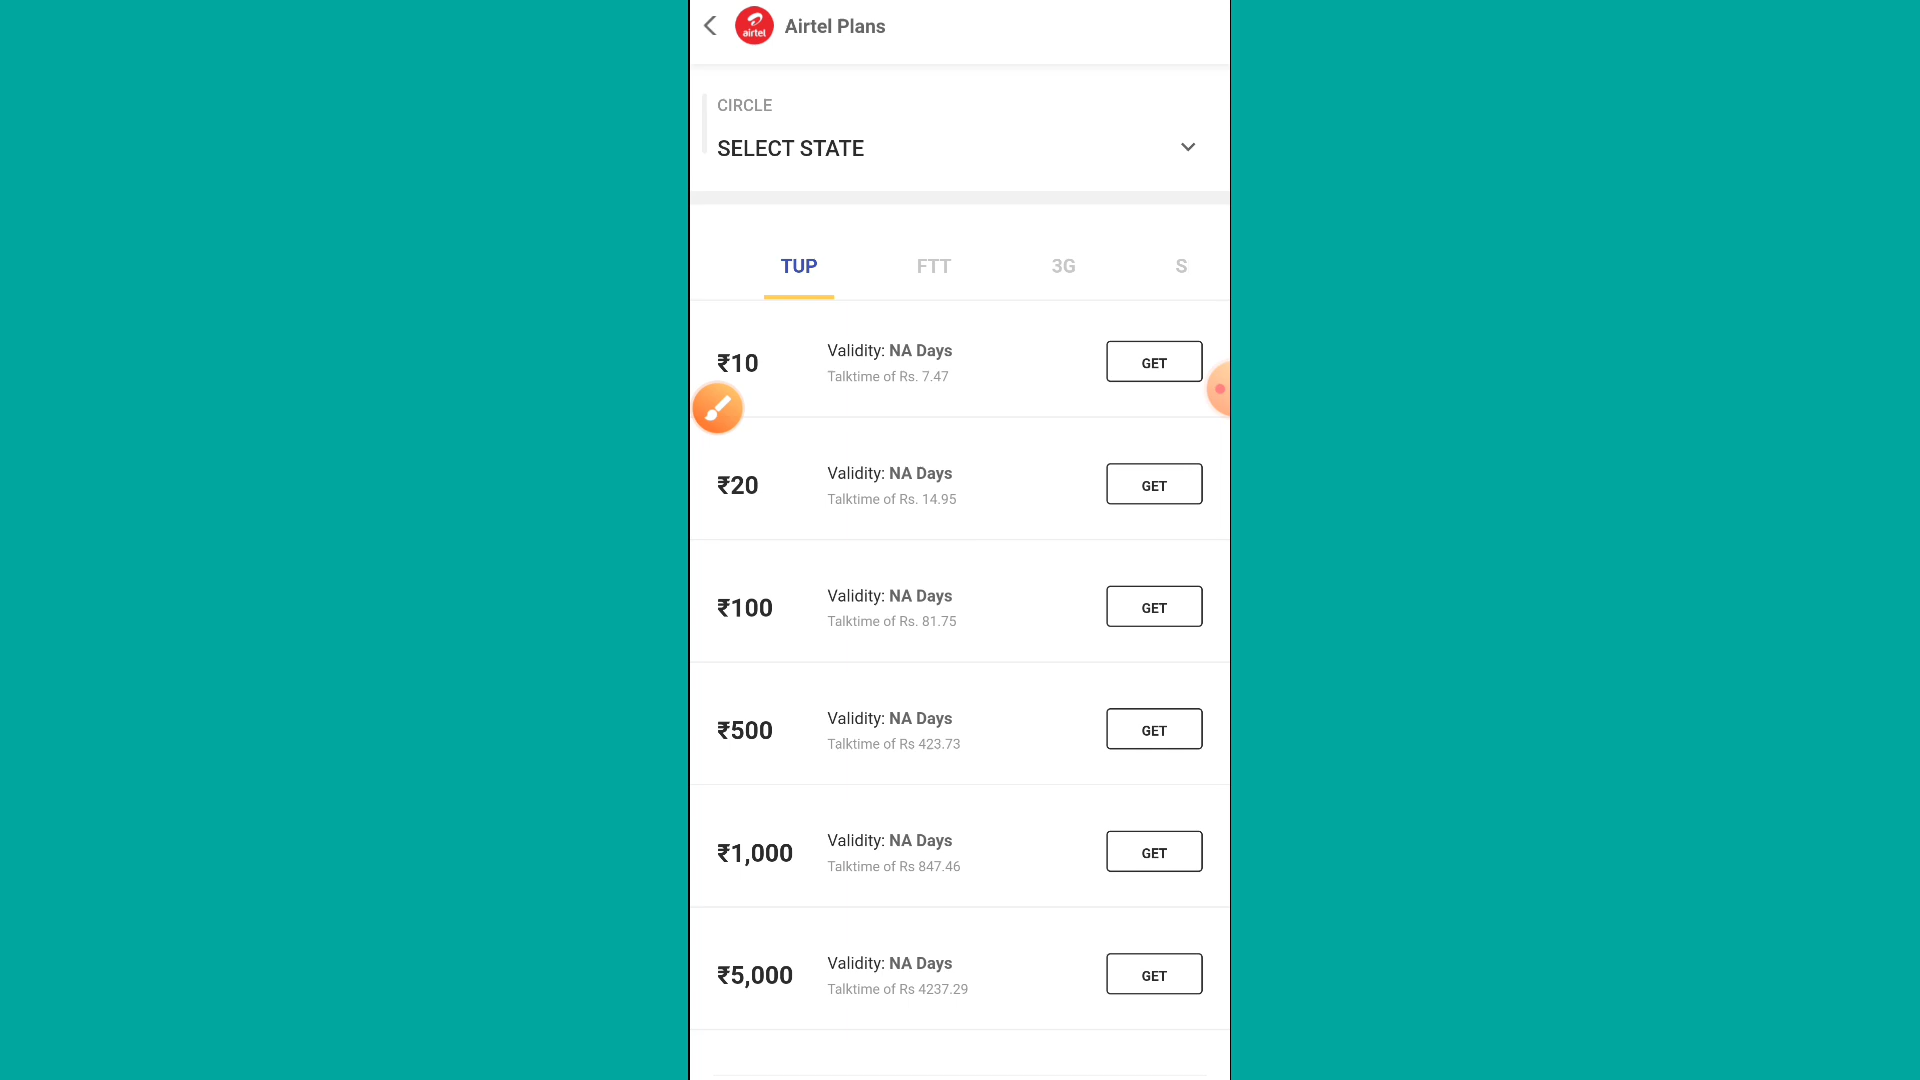 airtel Airtel Plans
CIRCLE
SELECT STATE
TUP FTT 3G S
₹10 Validity: NA Days GET
Talktime of Rs. 7.47
₹20 Validity: NA Days GET
Talktime of Rs. 14.95
₹100 Validity: NA Days GET
Talktime of Rs. 81.75
₹500 Validity: NA Days GET
Talktime of Rs 423.73
₹1,000 Validity: NA Days GET
Talktime of Rs 847.46
₹5,000 Validity: NA Days GET
Talktime of Rs 4237.29